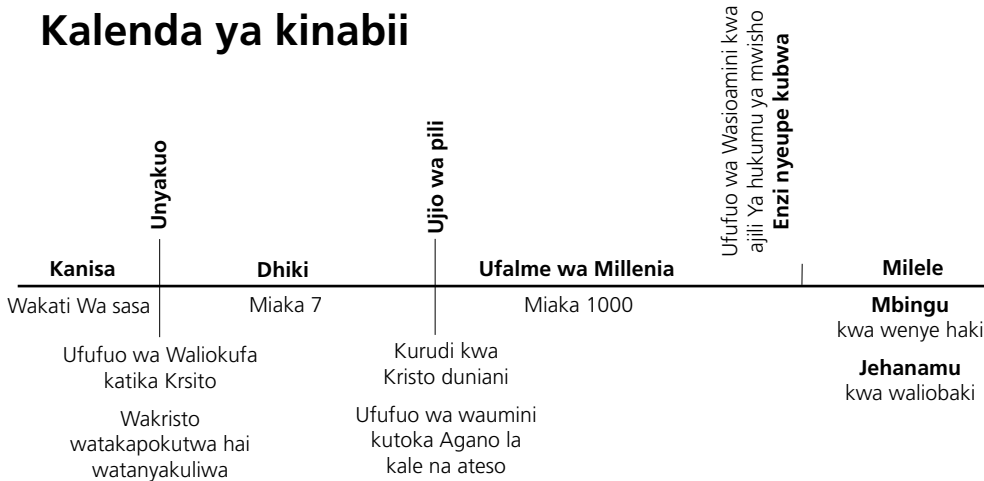 Kalenda ya kinabii
Unyakuo
Ujio wa pili
Ufufuo wa Wasioamini kwa
ajili Ya hukumu ya mwisho
Enzi nyeupe kubwa
Kanisa
Dhiki
Ufalme wa Millenia
Milele
Wakati Wa sasa
Miaka 7
Miaka 1000
Mbingu
kwa wenye haki
Jehanamu
kwa waliobaki
Ufufuo wa Waliokufa
katika Krsito
Wakristo
watakapokutwa hai
watanyakuliwa
Kurudi kwa
Kristo duniani
Ufufuo wa waumini
kutoka Agano la
kale na ateso